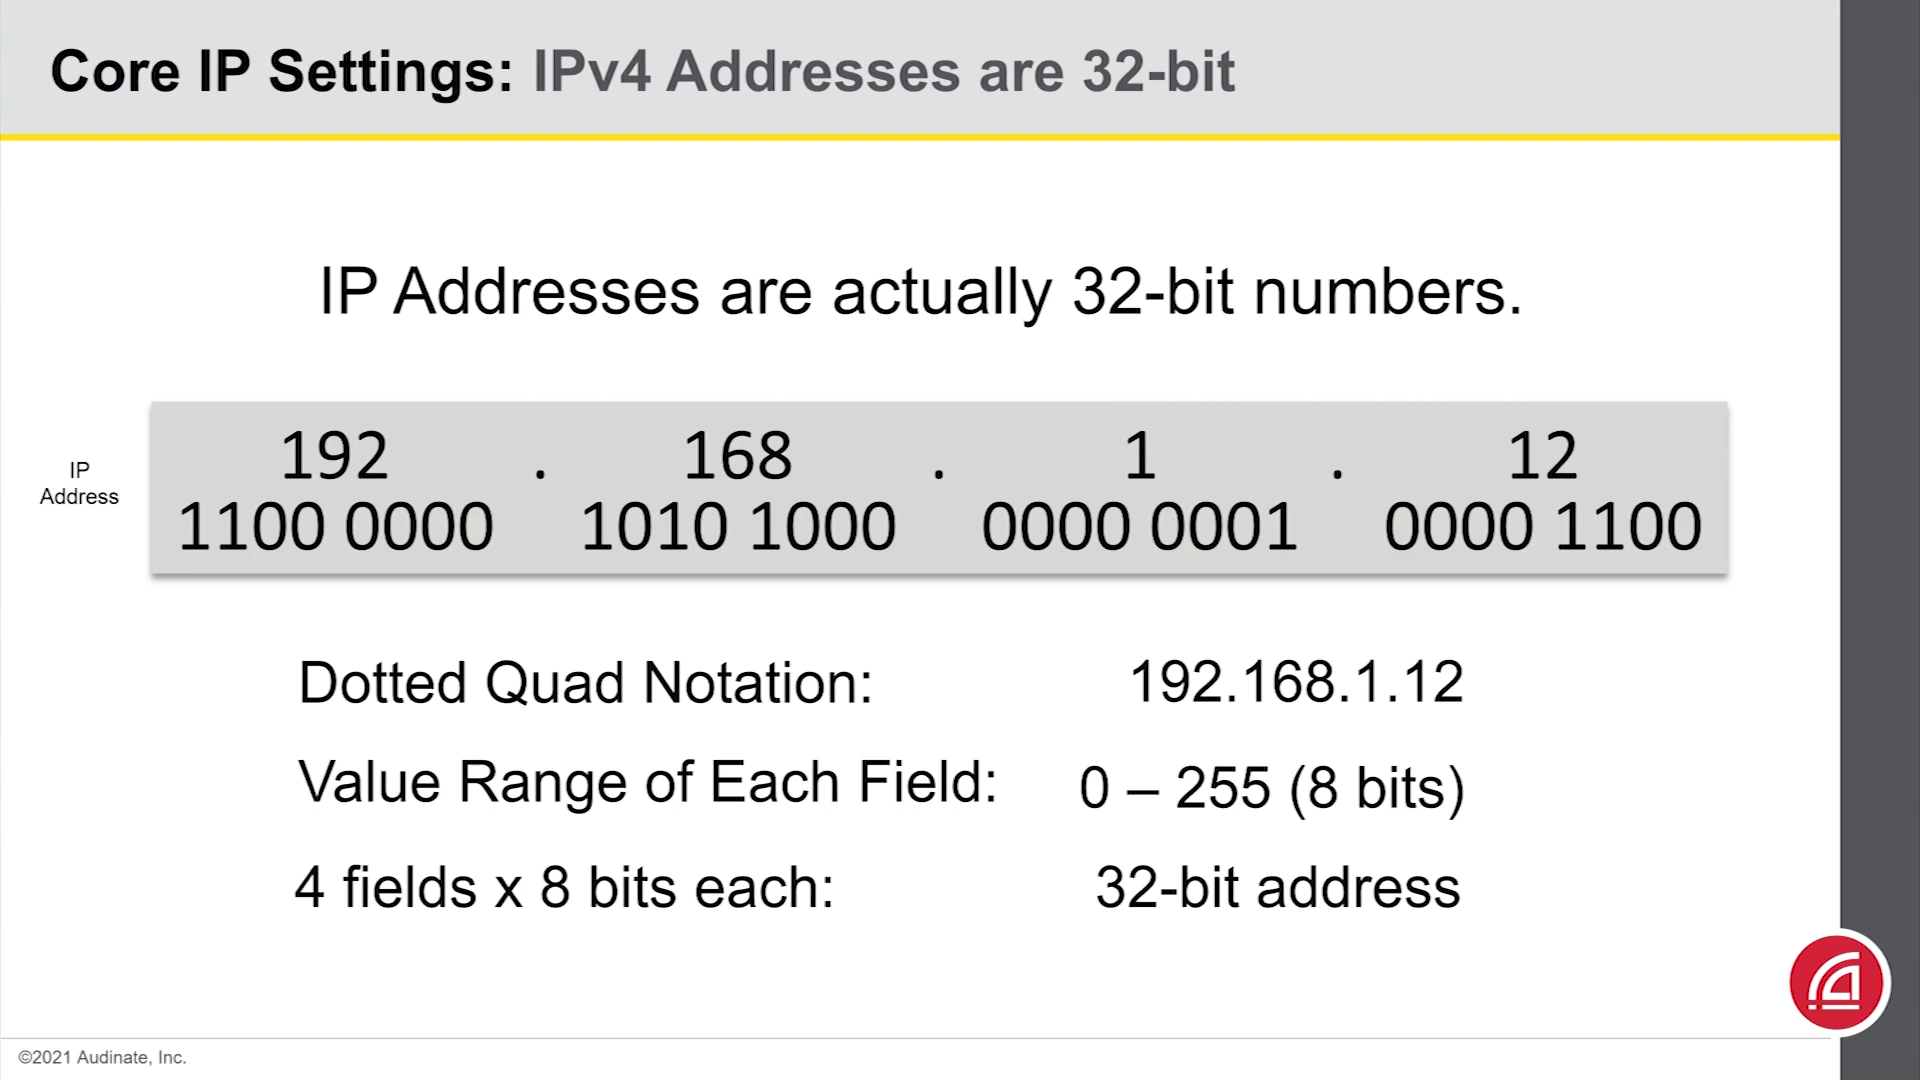 Core IP Settings: IPv4 Addresses are 32-bit
IP Addresses are actually 32-bit numbers.
IP
Address
192 . 168 . 1 . 12
1100 0000 1010 1000 0000 0001 0000 1100
Dotted Quad Notation: 192.168.1.12
Value Range of Each Field: 0 – 255 (8 bits)
4 fields x 8 bits each: 32-bit address
©2021 Audinate, Inc.